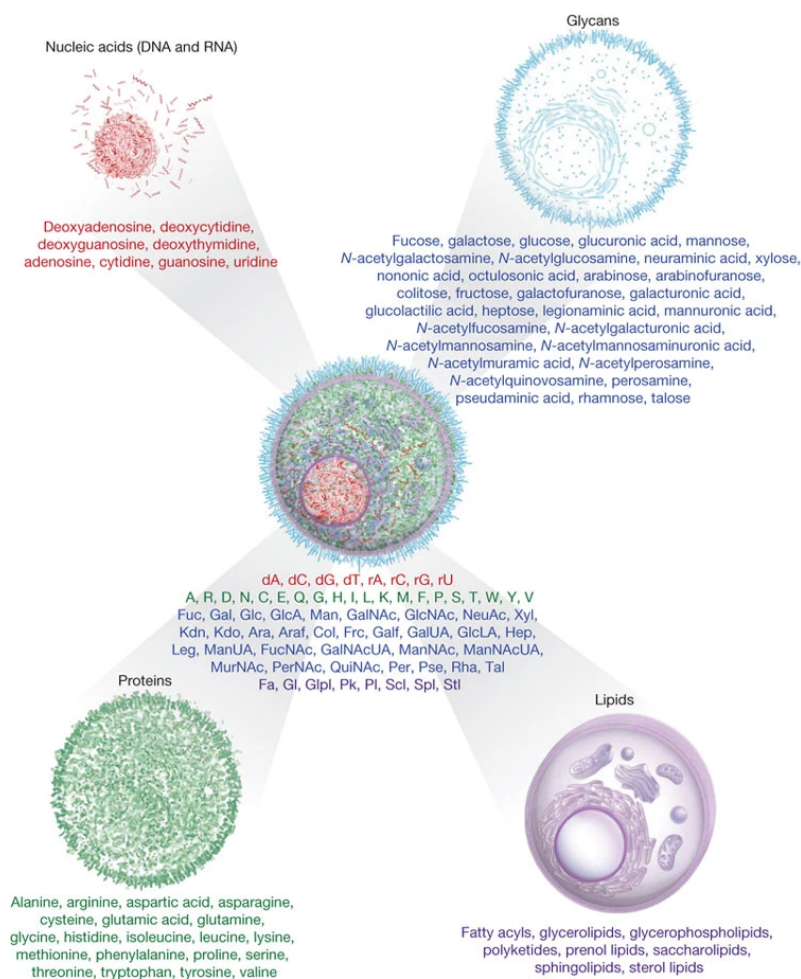 Nucleic acids (DNA and RNA)
Deoxyadenosine, deoxycytidine,
deoxyguanosine, deoxythymidine,
adenosine, cytidine, guanosine, uridine
Glycans
Fucose, galactose, glucose, glucuronic acid, mannose,
N-acetylgalactosamine, N-acetylglucosamine, neuraminic acid, xylose,
nononic acid, octulosonic acid, arabinose, arabinofuranose,
colitose, fructose, galactofuranose, galacturonic acid,
glucolactilic acid, heptose, legionaminic acid, mannuronic acid,
N-acetylfucosamine, N-acetylgalacturonic acid,
N-acetylmannosamine, N-acetylmannosaminuronic acid,
N-acetylmuramic acid, N-acetylperosamine,
N-acetylquinovosamine, perosamine,
pseudaminic acid, rhamnose, talose
dA, dC, dG, dT, rA, rC, rG, rU
A, R, D, N, C, E, Q, G, H, I, L, K, M, F, P, S, T, W, Y, V
Fuc, Gal, Glc, GlcA, Man, GalNAc, GlcNAc, NeuAc, Xyl,
Kdn, Kdo, Ara, Araf, Col, Frc, Galf, GalUA, GlcLA, Hep,
Leg, ManUA, FucNAc, GalNAcUA, ManNAc, ManNAcUA,
MurNAc, PerNAc, QuiNAc, Per, Pse, Rha, Tal
Fa, Gl, Glpl, Pk, Pl, Scl, Spl, Stl
Proteins
Alanine, arginine, aspartic acid, asparagine,
cysteine, glutamic acid, glutamine,
glycine, histidine, isoleucine, leucine, lysine,
methionine, phenylalanine, proline, serine,
threonine, tryptophan, tyrosine, valine
Lipids
Fatty acyls, glycerolipids, glycerophospholipids,
polyketides, prenol lipids, saccharolipids,
sphingolipids, sterol lipids